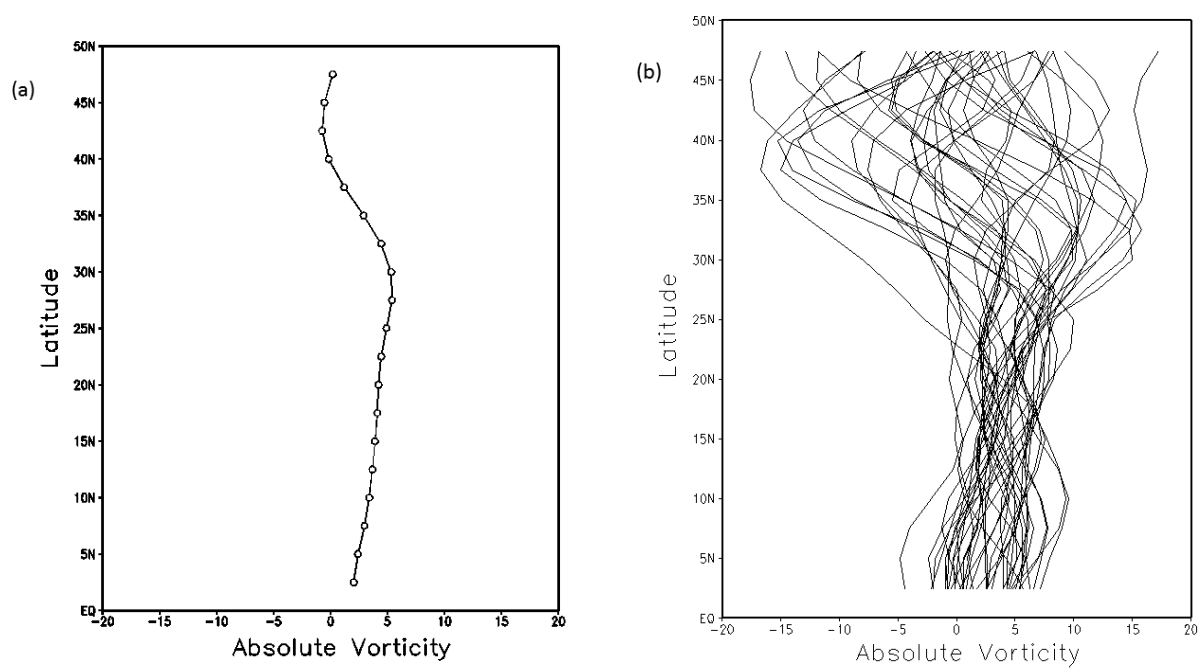 (a)
50N
45N
40N
35N
30N
25N
20N
15N
10N
5N
EQ
Latitude
-20 -15 -10 -5 0 5 10 15 20
Absolute Vorticity
(b)
50N
45N
40N
35N
30N
25N
20N
15N
10N
5N
EQ
Latitude
-20 -15 -10 -5 0 5 10 15 20
Absolute Vorticity